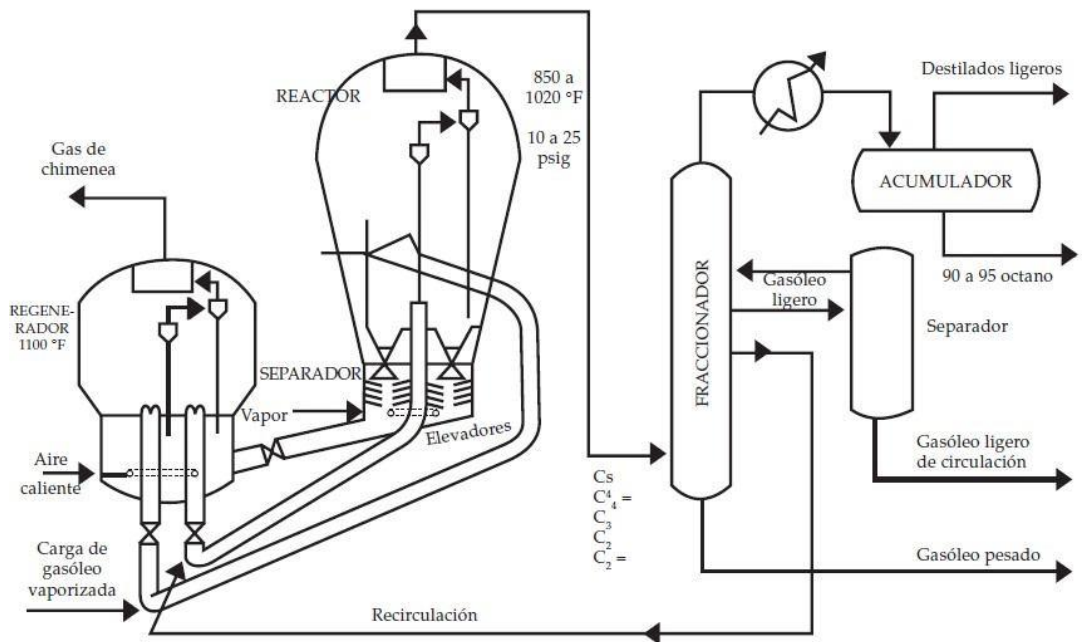 REACTOR
850 a
1020 °F
10 a 25
psig
Destilados ligeros
ACUMULADOR
90 a 95 octano
Gas de
chimenea
REGENE-
RADOR
1100 °F
SEPARADOR
Vapor
Elevadores
Aire
caliente
Carga de
gasóleo
vaporizada
Recirculación
Cs
C4
C4 =
C3
C2
C2 =
FRACCIONADOR
Gasóleo
ligero
Separador
Gasóleo ligero
de circulación
Gasóleo pesado